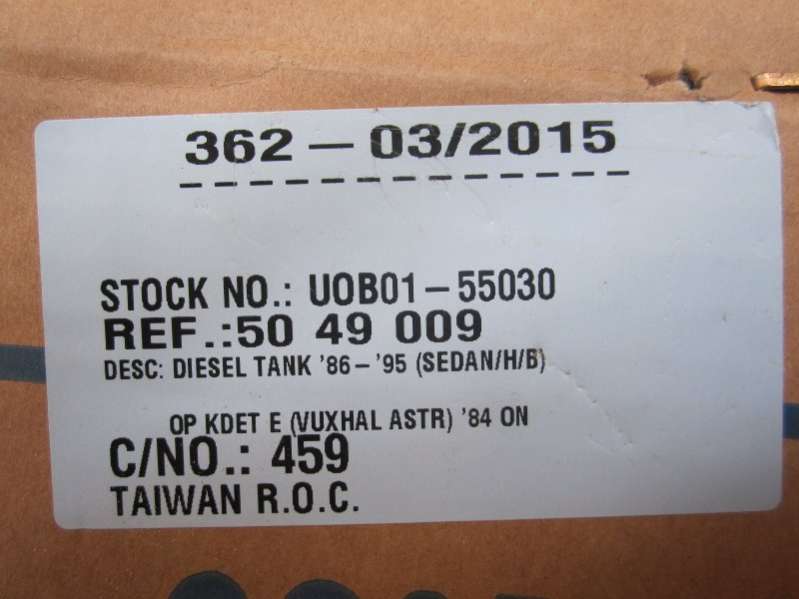 362 – 03/2015
STOCK NO.: UOB01–55030
REF.:50 49 009
DESC: DIESEL TANK '86–'95 (SEDAN/H/B)
OP KDET E (VUXHAL ASTR) '84 ON
C/NO.: 459
TAIWAN R.O.C.